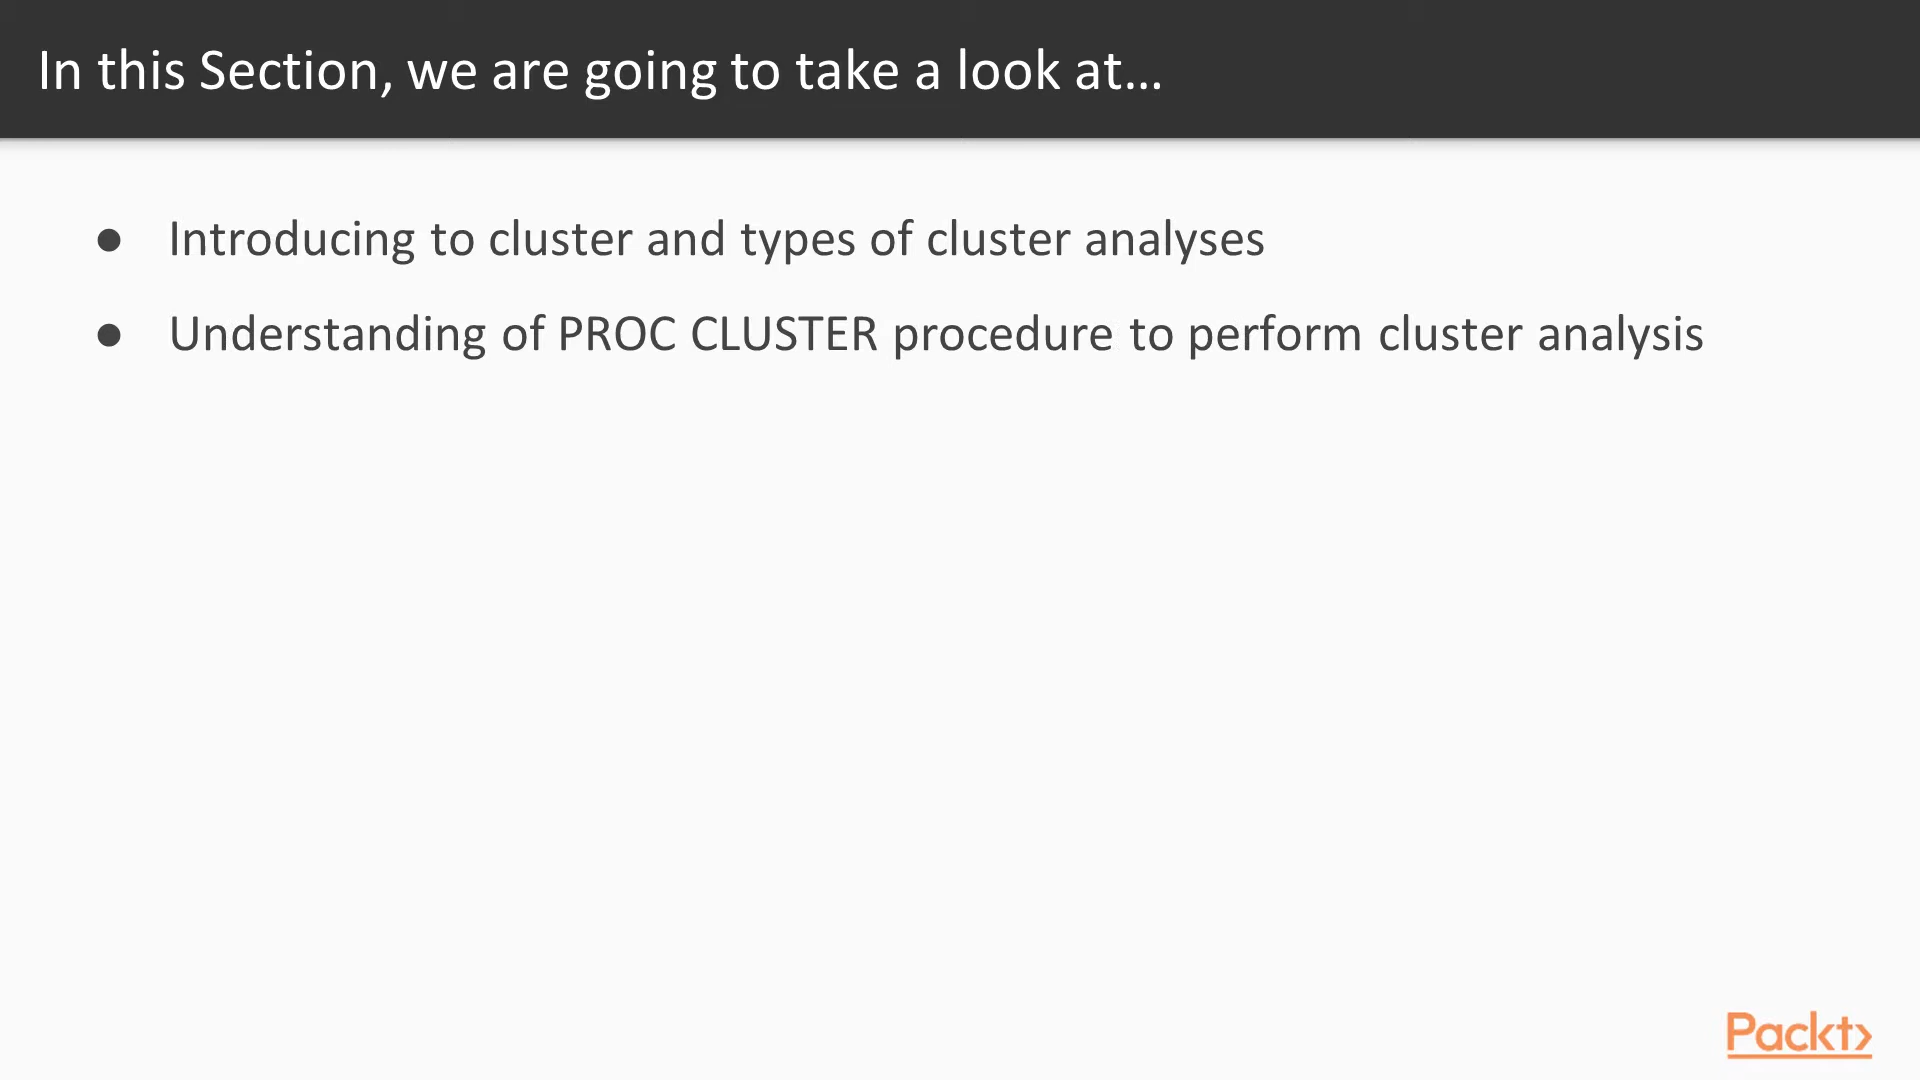 In this Section, we are going to take a look at...
● Introducing to cluster and types of cluster analyses
● Understanding of PROC CLUSTER procedure to perform cluster analysis
Packt>